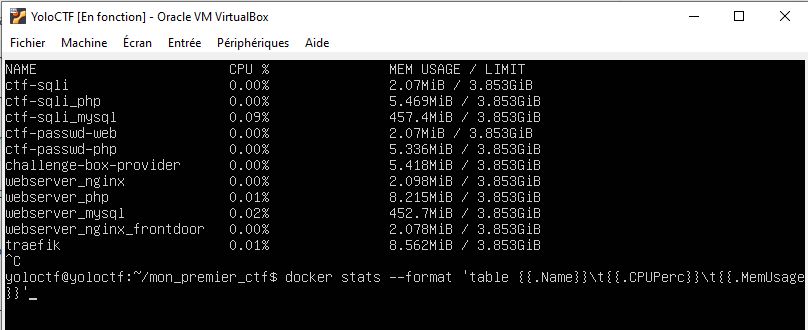 YoloCTF [En fonction] - Oracle VM VirtualBox
Fichier Machine Écran Entrée Périphériques Aide
NAME CPU % MEM USAGE / LIMIT
ctf-sqli 0.00% 2.07MiB / 3.853GiB
ctf-sqli_php 0.00% 5.469MiB / 3.853GiB
ctf-sqli_mysql 0.09% 457.4MiB / 3.853GiB
ctf-passwd-web 0.00% 2.07MiB / 3.853GiB
ctf-passwd-php 0.00% 5.336MiB / 3.853GiB
challenge-box-provider 0.00% 5.418MiB / 3.853GiB
webserver_nginx 0.00% 2.098MiB / 3.853GiB
webserver_php 0.01% 8.215MiB / 3.853GiB
webserver_mysql 0.02% 452.7MiB / 3.853GiB
webserver_nginx_frontdoor 0.00% 2.078MiB / 3.853GiB
traefik 0.01% 8.562MiB / 3.853GiB
^C
yoloctf@yoloctf:~/mon_premier_ctf$ docker stats --format 'table {{.Name}}\t{{.CPUPerc}}\t{{.MemUsage
}}'_